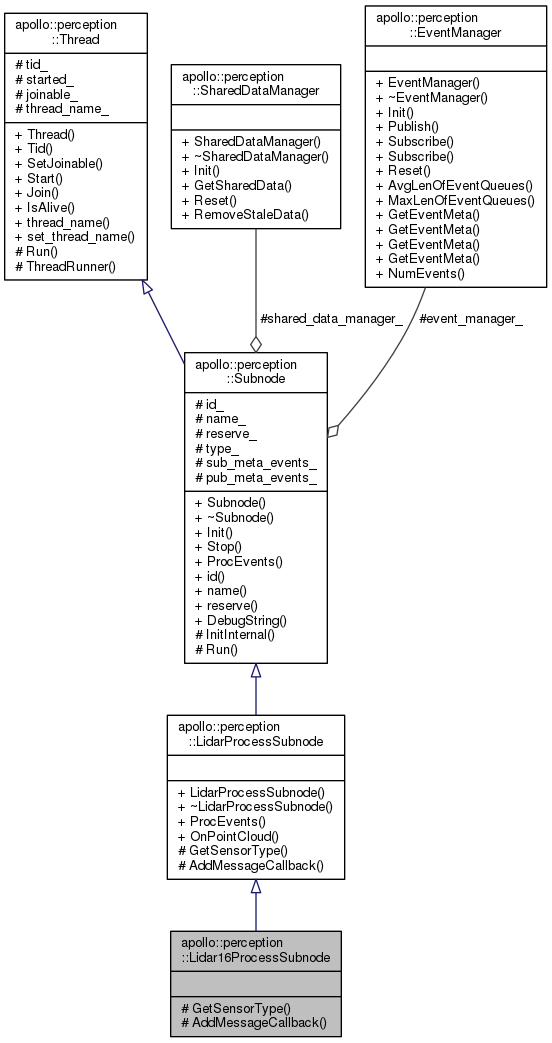 apollo::perception
::Thread
# tid_
# started_
# joinable_
# thread_name_
+ Thread()
+ Tid()
+ SetJoinable()
+ Start()
+ Join()
+ IsAlive()
+ thread_name()
+ set_thread_name()
# Run()
# ThreadRunner()
apollo::perception
::SharedDataManager
+ SharedDataManager()
+ ~SharedDataManager()
+ Init()
+ GetSharedData()
+ Reset()
+ RemoveStaleData()
apollo::perception
::EventManager
+ EventManager()
+ ~EventManager()
+ Init()
+ Publish()
+ Subscribe()
+ Subscribe()
+ Reset()
+ AvgLenOfEventQueues()
+ MaxLenOfEventQueues()
+ GetEventMeta()
+ GetEventMeta()
+ GetEventMeta()
+ GetEventMeta()
+ NumEvents()
#shared_data_manager_
#event_manager_
apollo::perception
::Subnode
# id_
# name_
# reserve_
# type_
# sub_meta_events_
# pub_meta_events_
+ Subnode()
+ ~Subnode()
+ Init()
+ Stop()
+ ProcEvents()
+ id()
+ name()
+ reserve()
+ DebugString()
# InitInternal()
# Run()
apollo::perception
::LidarProcessSubnode
+ LidarProcessSubnode()
+ ~LidarProcessSubnode()
+ ProcEvents()
+ OnPointCloud()
# GetSensorType()
# AddMessageCallback()
apollo::perception
::Lidar16ProcessSubnode
# GetSensorType()
# AddMessageCallback()